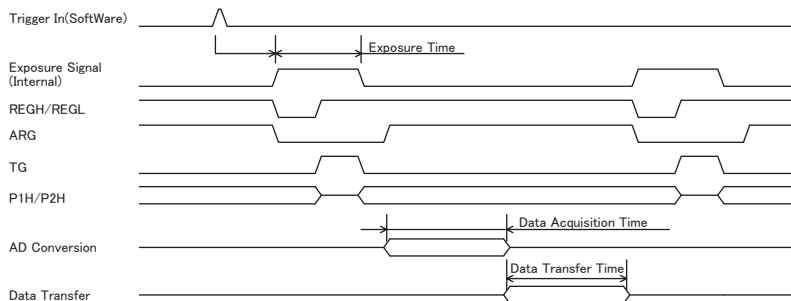 Trigger In(SoftWare)
Exposure Time
Exposure Signal
(Internal)
REGH/REGL
ARG
TG
P1H/P2H
Data Acquisition Time
AD Conversion
Data Transfer Time
Data Transfer